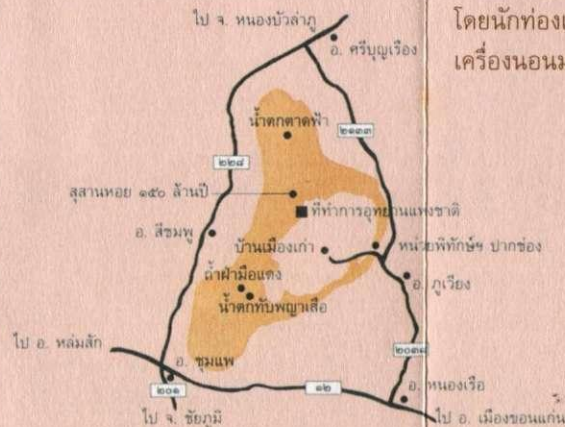 ไป จ. หนองบัวลำภู
โดยนักท่องเ
อ. ศรีบุญเรือง
เครื่องนอนม
น้ำตกตาดฟ้า
๒๑๓๓
๒๒๘
สุสานหอย ๑๕๐ ล้านปี
ที่ทำการอุทยานแห่งชาติ
อ. สีชมพู
บ้านเมืองเก่า
หน่วยพิทักษ์ฯ ปากช่อง
ถ้ำฝ่ามือแดง
อ. ภูเวียง
น้ำตกทับพญาเสือ
ไป อ. หล่มสัก
๒๐๓๘
อ. ชุมแพ
๒๐๑
๑๒
อ. หนองเรือ
ไป จ. ชัยภูมิ
ไป อ. เมืองขอนแก่น